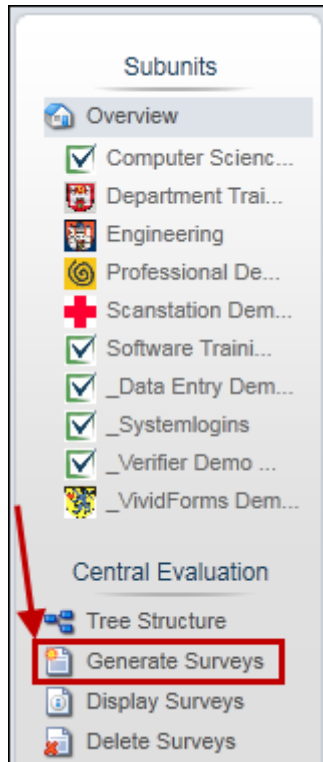 Subunits
Overview
Computer Scienc...
Department Trai...
Engineering
Professional De...
Scanstation Dem...
Software Traini...
_Data Entry Dem...
_Systemlogins
_Verifier Demo ...
_VividForms Dem...
Central Evaluation
Tree Structure
Generate Surveys
Display Surveys
Delete Surveys